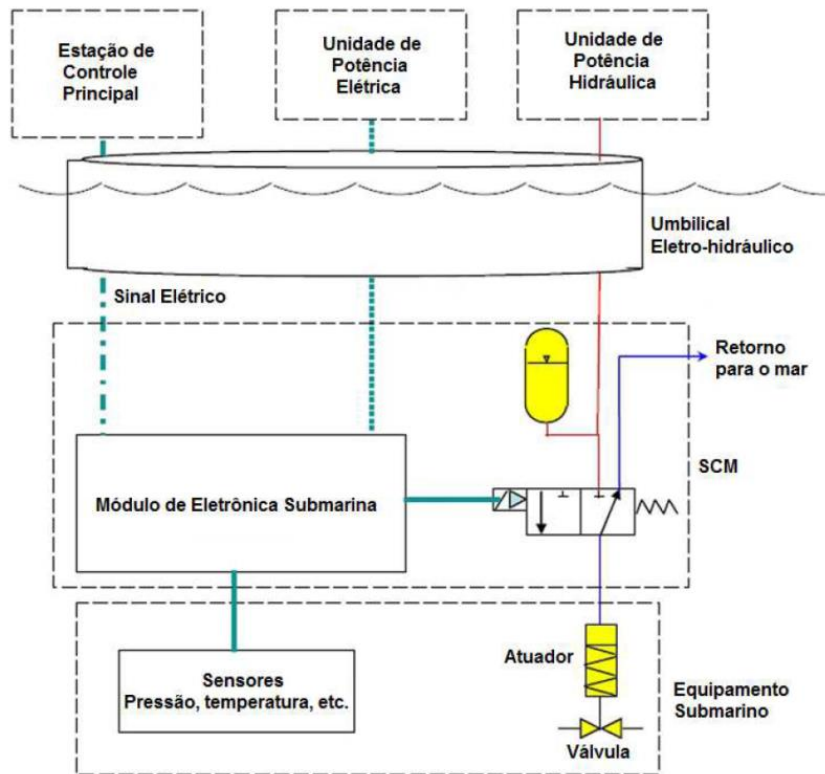 Estação de
Controle
Principal
Unidade de
Potência
Elétrica
Unidade de
Potência
Hidráulica
Umbilical
Eletro-hidráulico
Sinal Elétrico
Retorno
para o mar
SCM
Módulo de Eletrônica Submarina
Atuador
Sensores
Pressão, temperatura, etc.
Equipamento
Submarino
Válvula